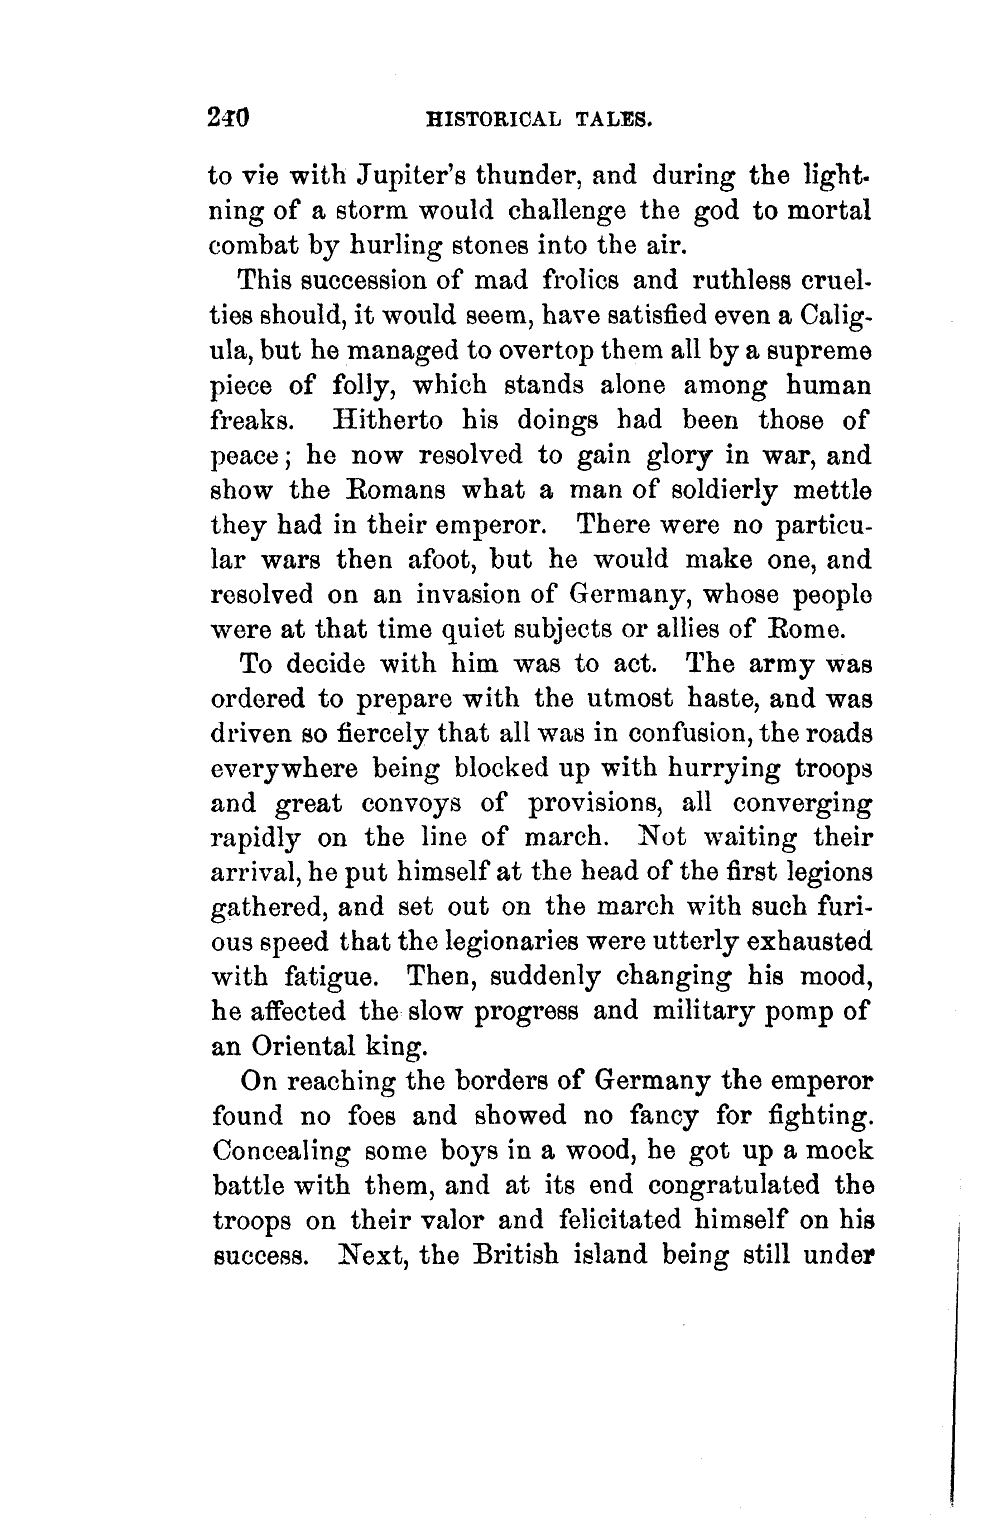 240 HISTORICAL TALES.
to vie with Jupiter's thunder, and during the light-
ning of a storm would challenge the god to mortal
combat by hurling stones into the air.
This succession of mad frolics and ruthless cruel-
ties should, it would seem, have satisfied even a Calig-
ula, but he managed to overtop them all by a supreme
piece of folly, which stands alone among human
freaks. Hitherto his doings had been those of
peace; he now resolved to gain glory in war, and
show the Romans what a man of soldierly mettle
they had in their emperor. There were no particu-
lar wars then afoot, but he would make one, and
resolved on an invasion of Germany, whose people
were at that time quiet subjects or allies of Rome.
To decide with him was to act. The army was
ordered to prepare with the utmost haste, and was
driven so fiercely that all was in confusion, the roads
everywhere being blocked up with hurrying troops
and great convoys of provisions, all converging
rapidly on the line of march. Not waiting their
arrival, he put himself at the head of the first legions
gathered, and set out on the march with such furi-
ous speed that the legionaries were utterly exhausted
with fatigue. Then, suddenly changing his mood,
he affected the slow progress and military pomp of
an Oriental king.
On reaching the borders of Germany the emperor
found no foes and showed no fancy for fighting.
Concealing some boys in a wood, he got up a mock
battle with them, and at its end congratulated the
troops on their valor and felicitated himself on his
success. Next, the British island being still under